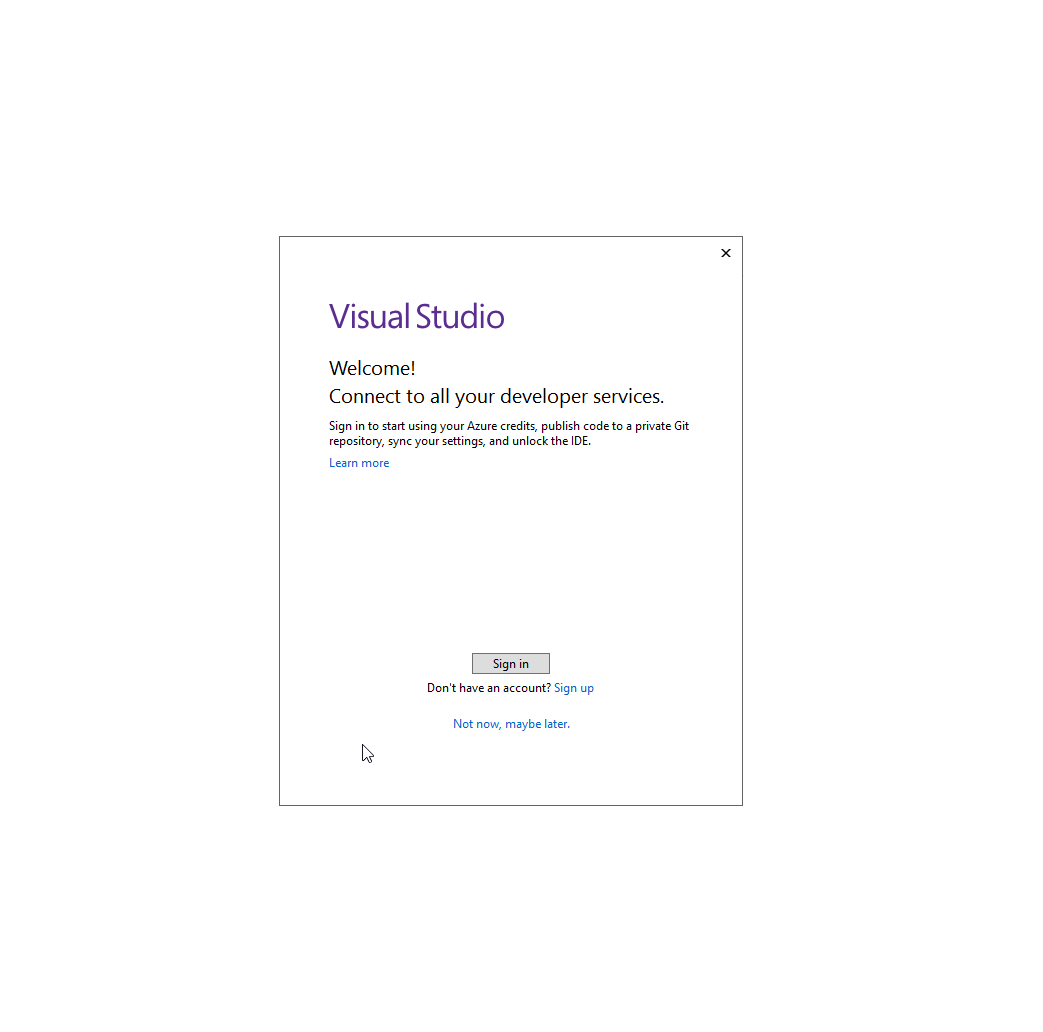 Visual Studio
Welcome!
Connect to all your developer services.
Sign in to start using your Azure credits, publish code to a private Git
repository, sync your settings, and unlock the IDE.
Learn more
Sign in
Don't have an account? Sign up
Not now, maybe later.